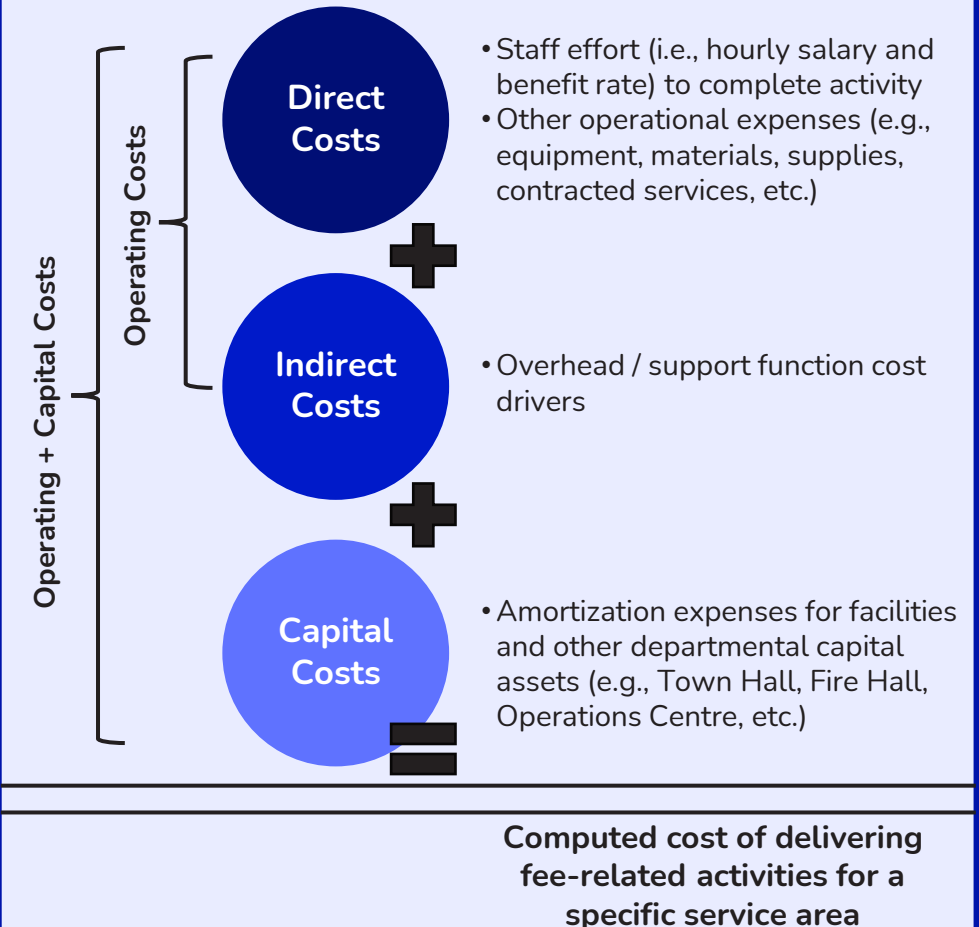 Operating + Capital Costs
Operating Costs
Direct
Costs
• Staff effort (i.e., hourly salary and
benefit rate) to complete activity
• Other operational expenses (e.g.,
equipment, materials, supplies,
contracted services, etc.)
Indirect
Costs
• Overhead / support function cost
drivers
Capital
Costs
• Amortization expenses for facilities
and other departmental capital
assets (e.g., Town Hall, Fire Hall,
Operations Centre, etc.)
Computed cost of delivering
fee-related activities for a
specific service area